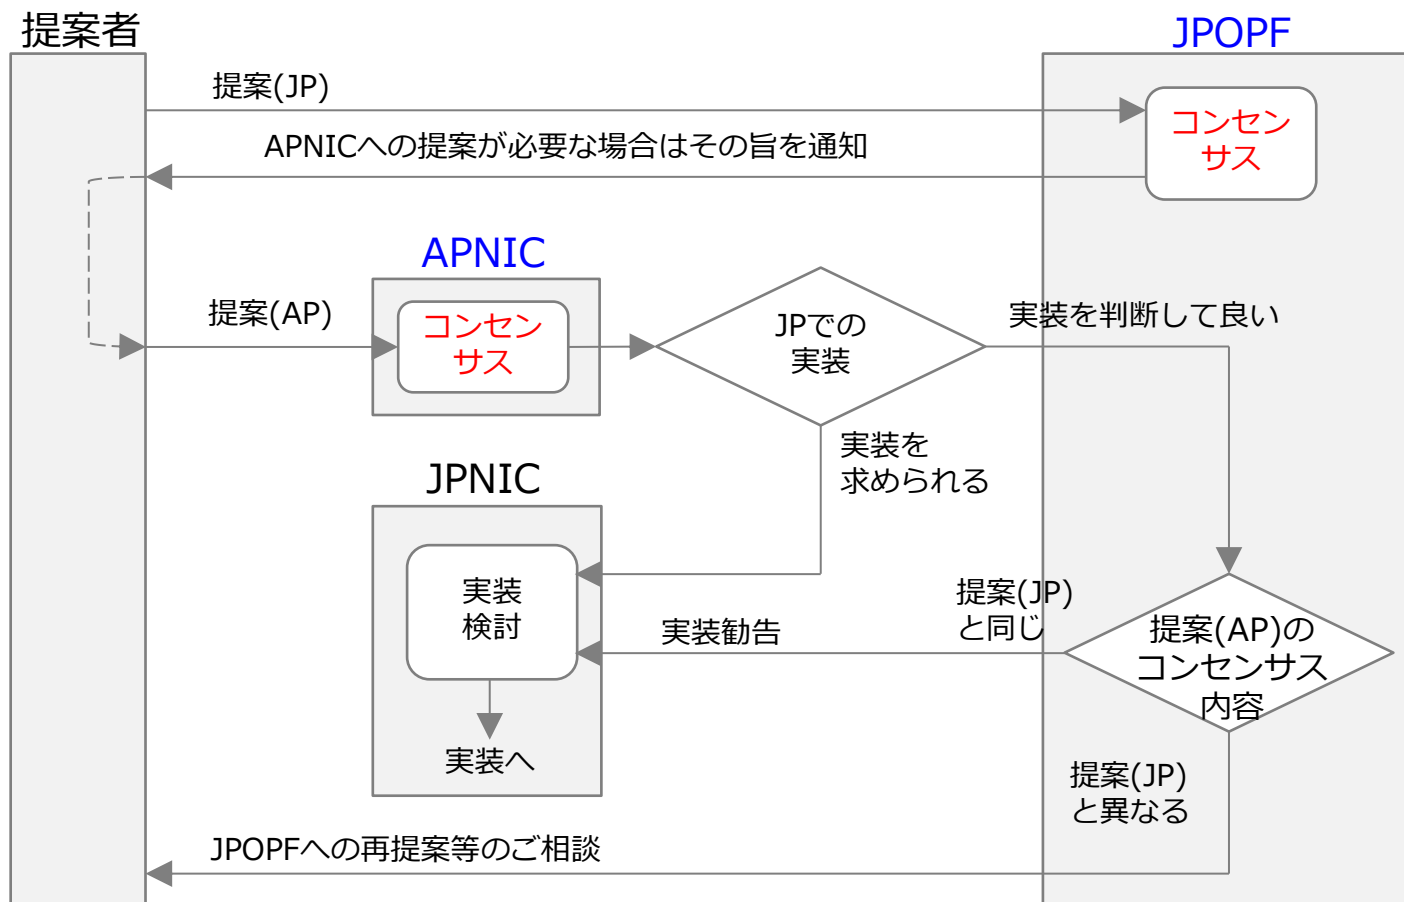 提案者
JPOPF
提案(JP)
コンセン
サス
APNICへの提案が必要な場合はその旨を通知
APNIC
提案(AP)
コンセン
サス
JPでの
実装
実装を判断して良い
実装を
求められる
JPNIC
実装
検討
実装勧告
提案(JP)
と同じ
提案(AP)の
コンセンサス
内容
実装へ
提案(JP)
と異なる
JPOPFへの再提案等のご相談